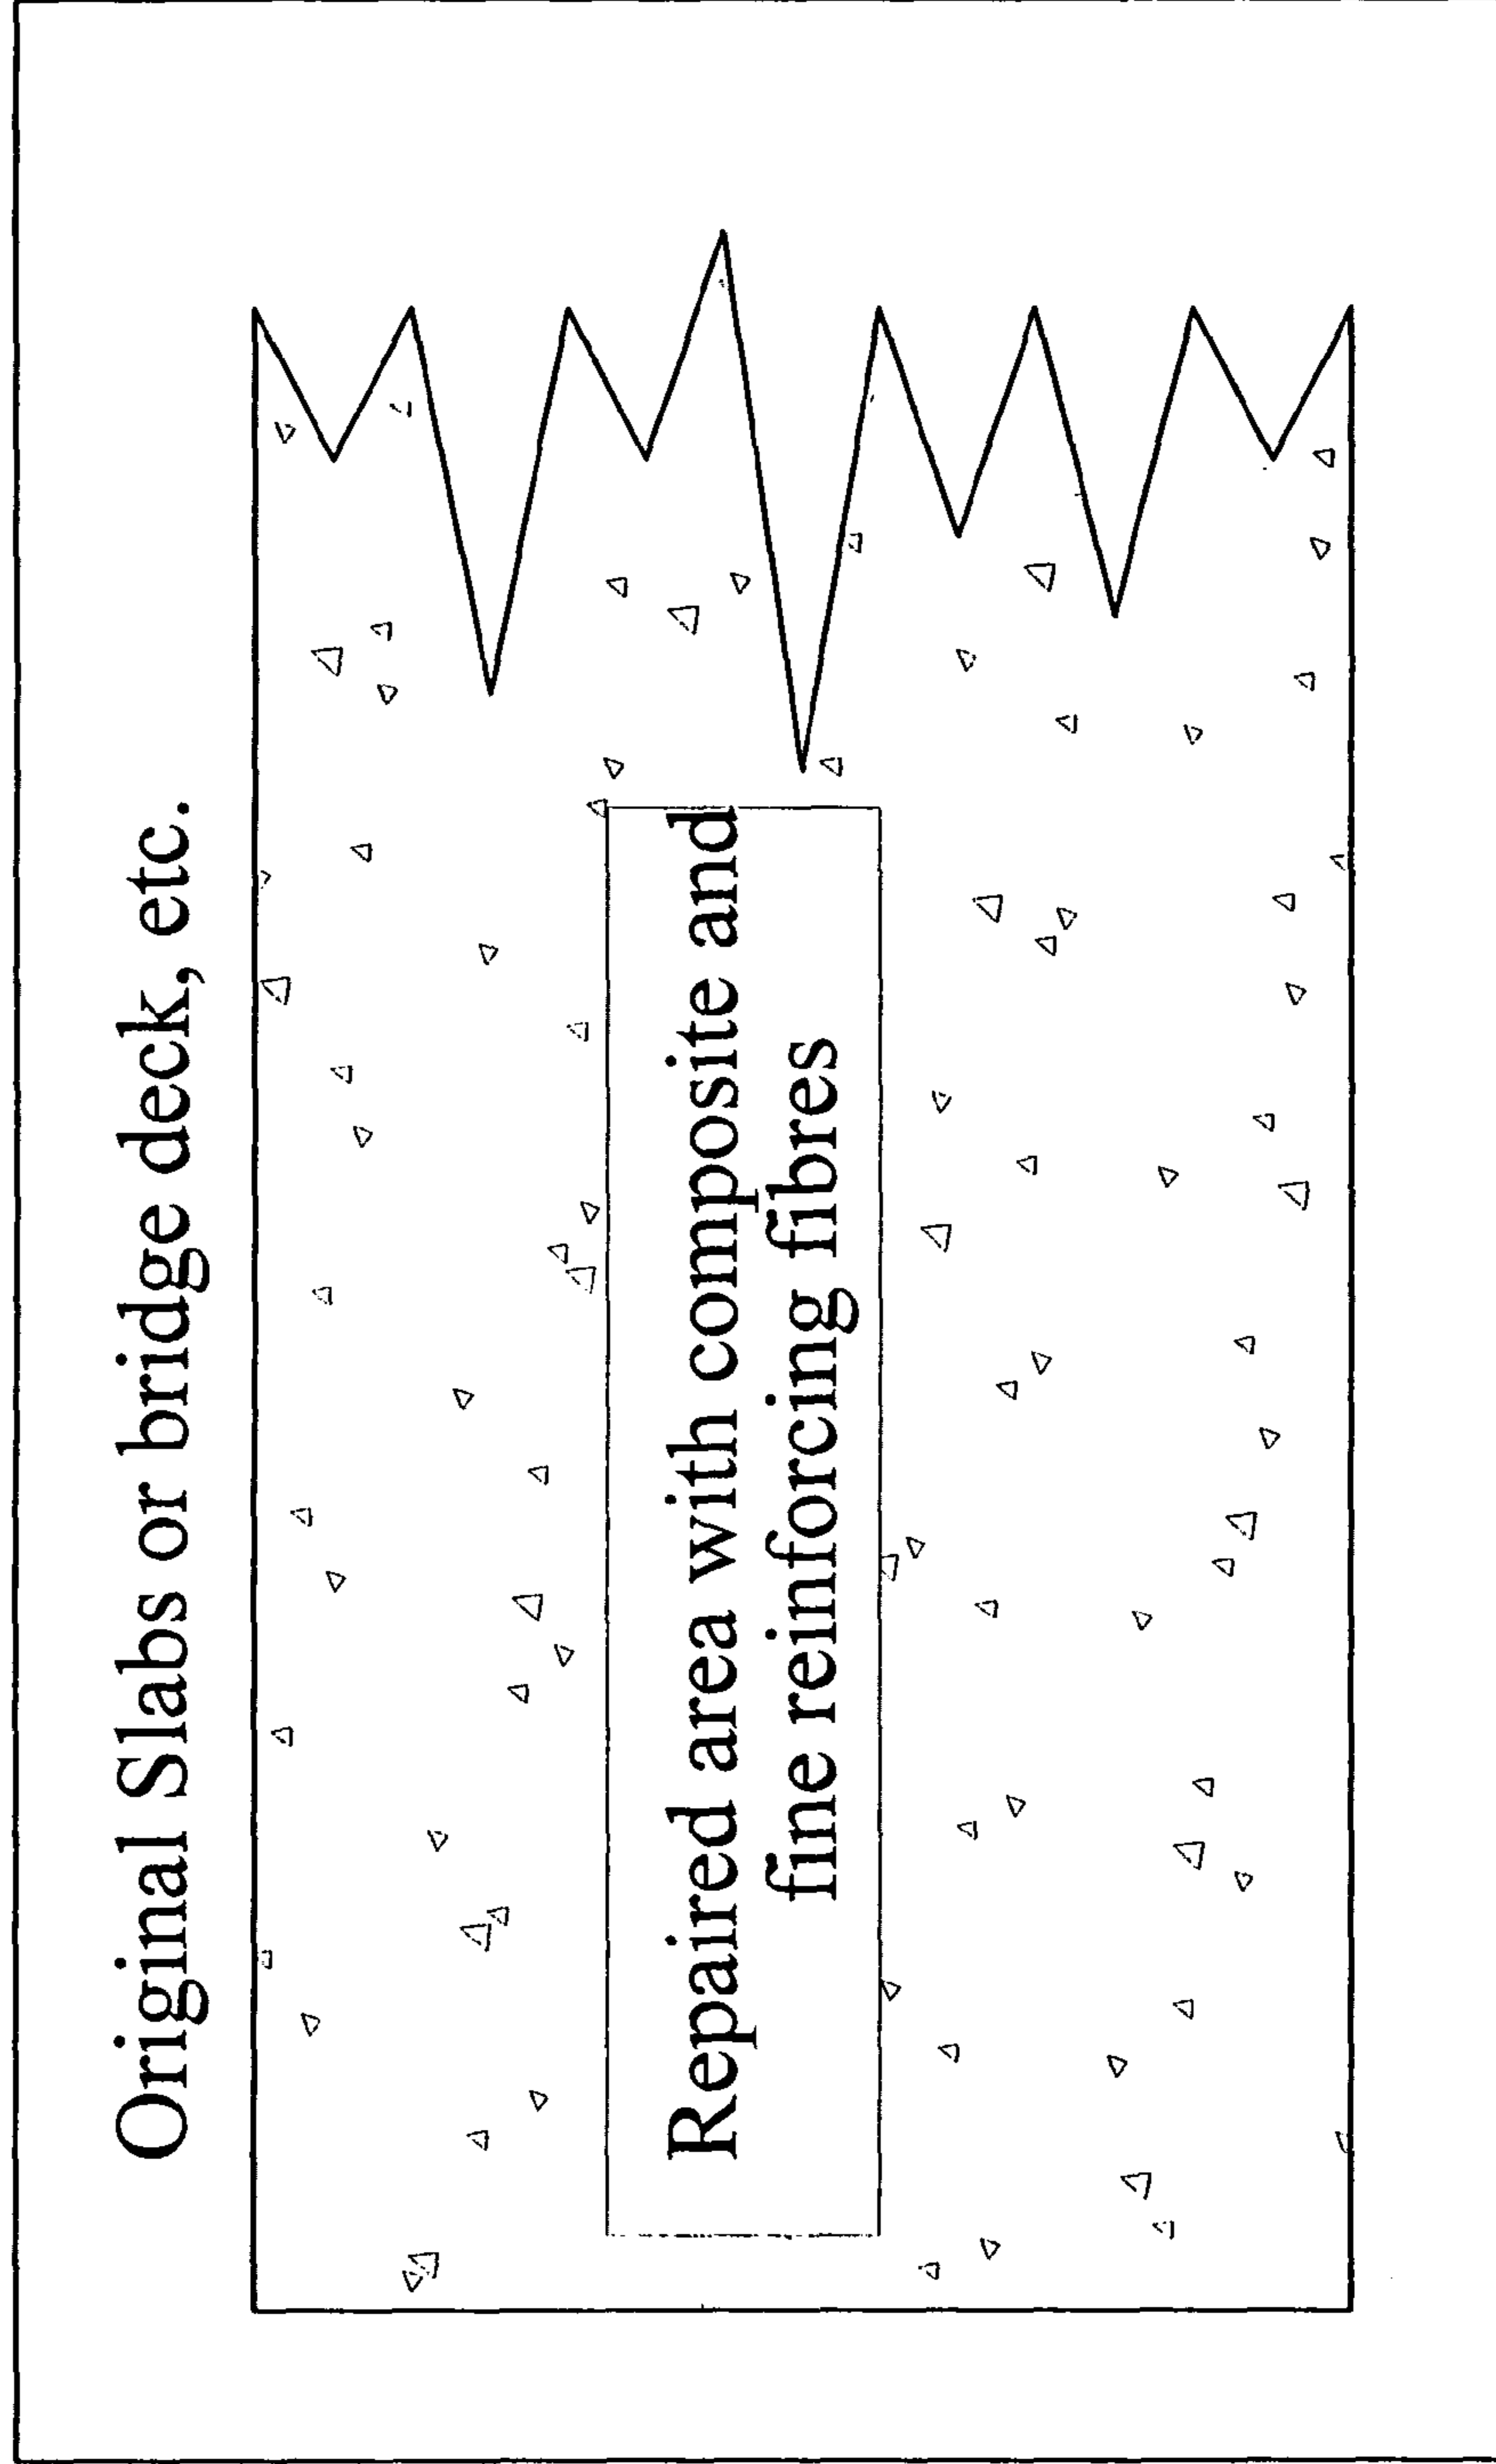 Original Slabs or bridge deck, etc.
Repaired area with composite and
fine reinforcing fibres